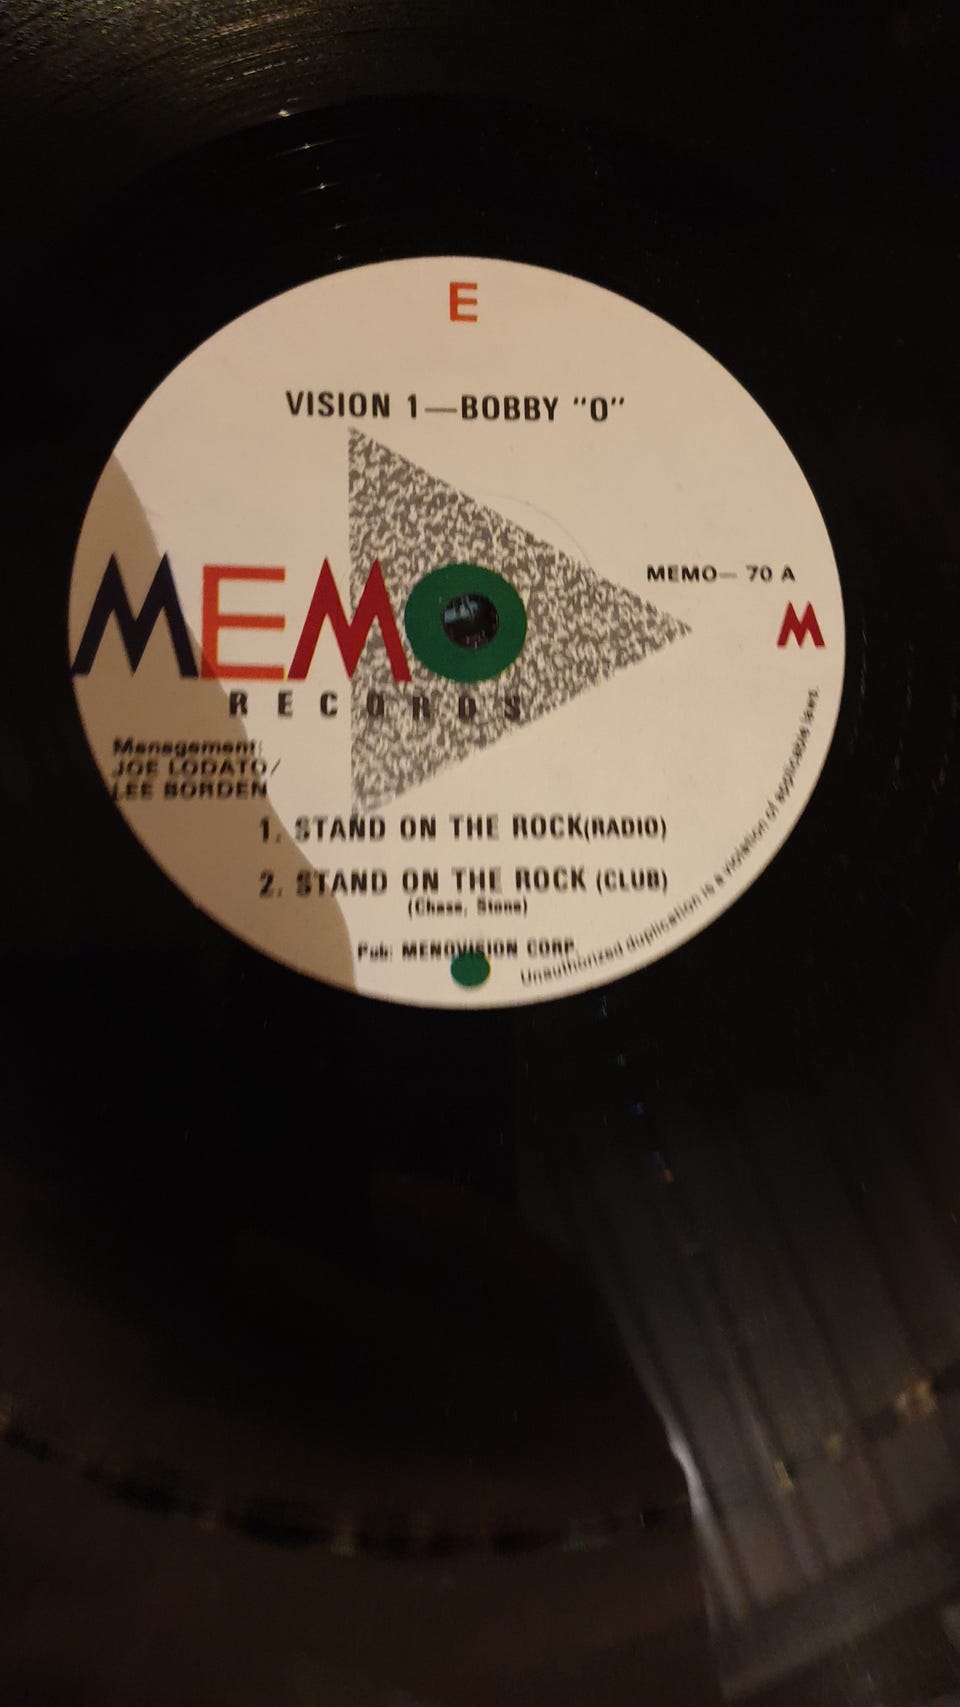 E
VISION 1—BOBBY "O"
MEMO— 70 A
M
MEMO
RECORDS
Management:
JOE LODATO/
LEE BORDEN
1. STAND ON THE ROCK(RADIO)
2. STAND ON THE ROCK (CLUB)
(Chase, Stone)
Pub: MENOVISION CORP.
Unauthorized duplication is a violation of applicable laws.